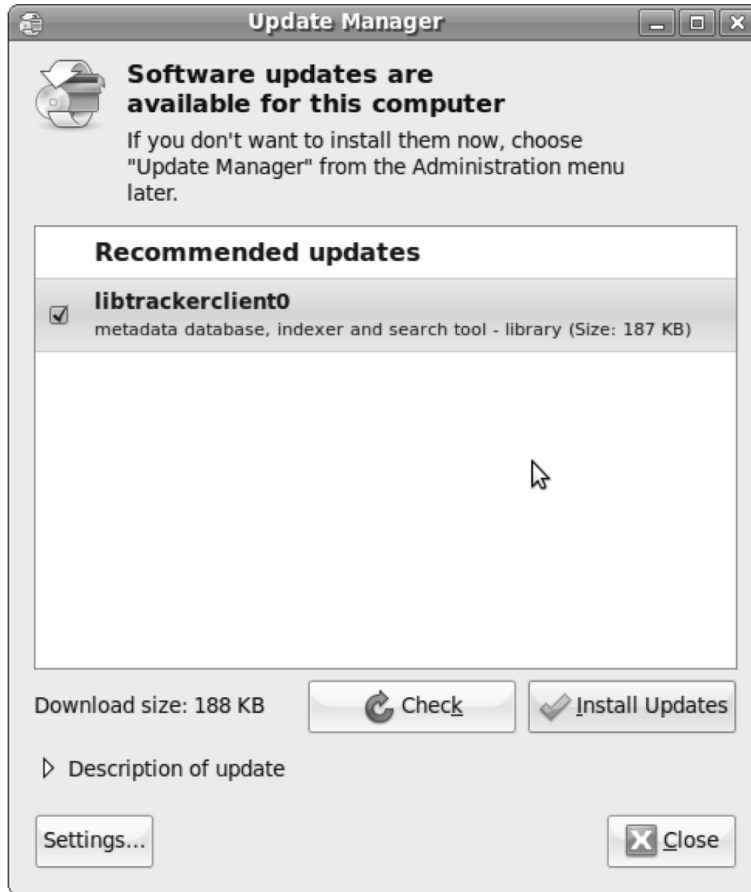 Update Manager
Software updates are
available for this computer
If you don't want to install them now, choose
"Update Manager" from the Administration menu
later.
Recommended updates
libtrackerclient0
metadata database, indexer and search tool - library (Size: 187 KB)
Download size: 188 KB
Check
Install Updates
Description of update
Settings...
Close